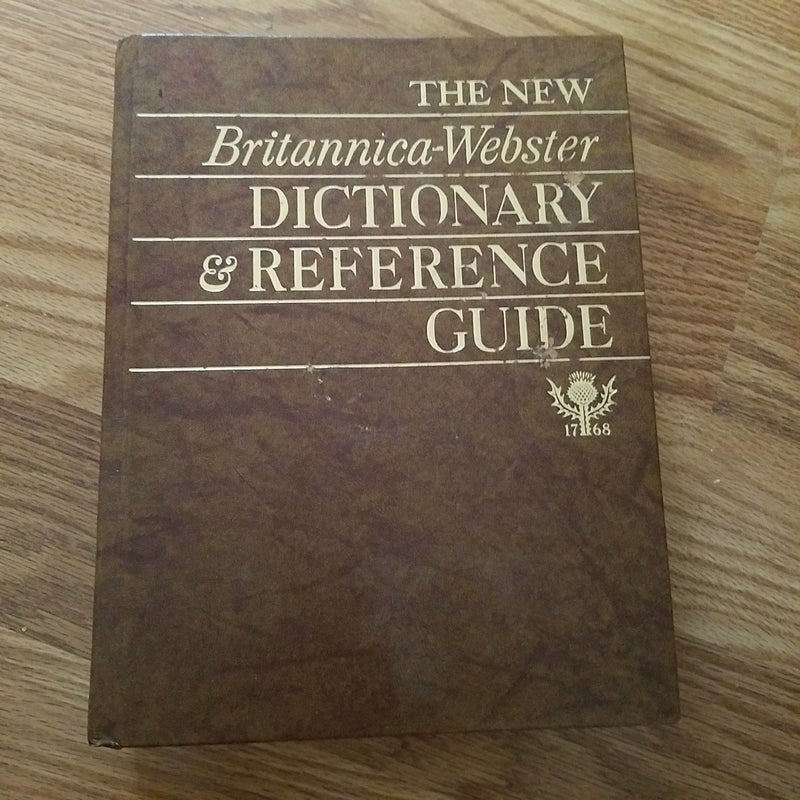 THE NEW
Britannica-Webster
DICTIONARY
& REFERENCE
GUIDE
1768